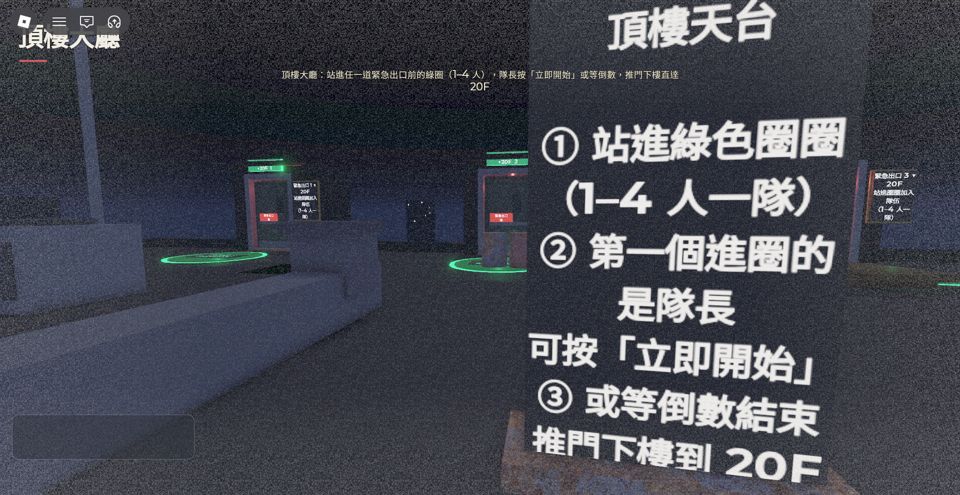 頂樓大廳
頂樓大廳：站進任一道緊急出口前的綠圈（1–4 人），隊長按「立即開始」或等倒數，推門下樓直達
20F
頂樓天台
① 站進綠色圈圈
（1–4 人一隊）
② 第一個進圈的
是隊長
可按「立即開始」
③ 或等倒數結束
推門下樓到 20F
緊急出口 1
20F
緊急出口 3
20F
站進圈圈加入
隊伍
（1–4 人一
隊）